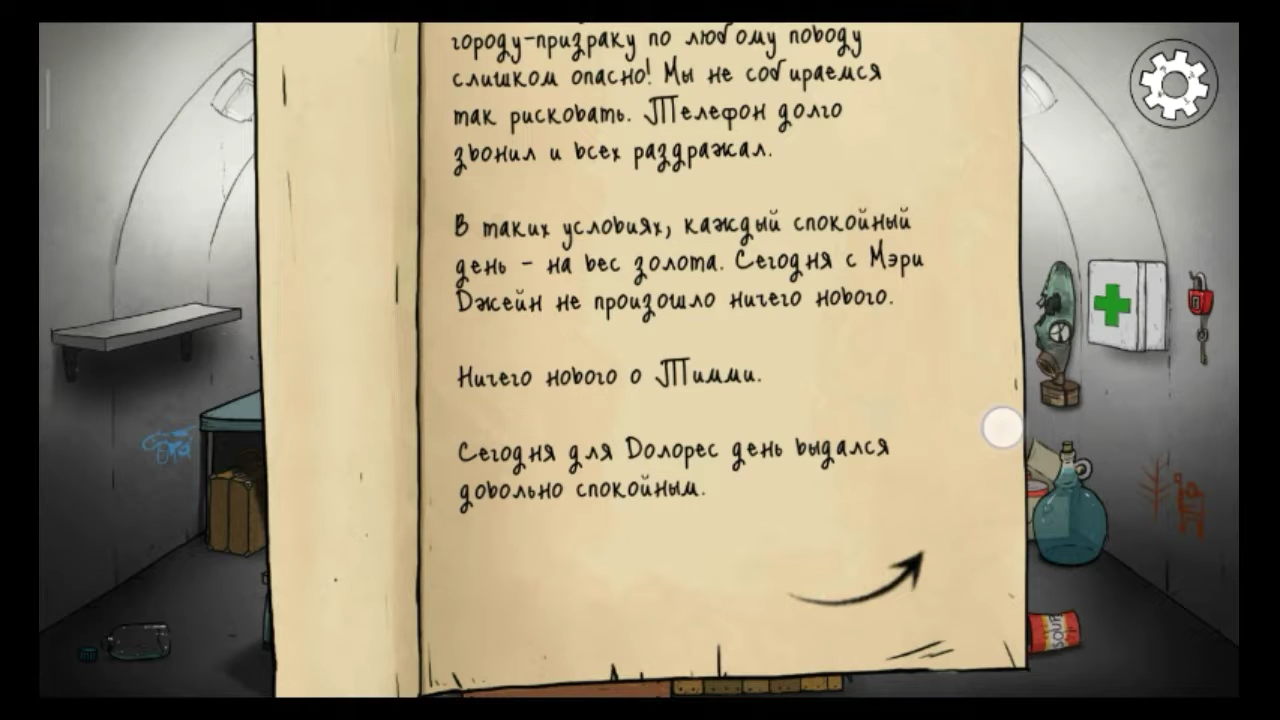 городу-призраку по любому поводу
слишком опасно! Мы не собираемся
так рисковать. Телефон долго
звонил и всех раздражал.
В таких условиях, каждый спокойный
день - на вес золота. Сегодня с Мэри
Джейн не произошло ничего нового.
Ничего нового о Тимми.
Сегодня для Долорес день выдался
довольно спокойным.
SOUP